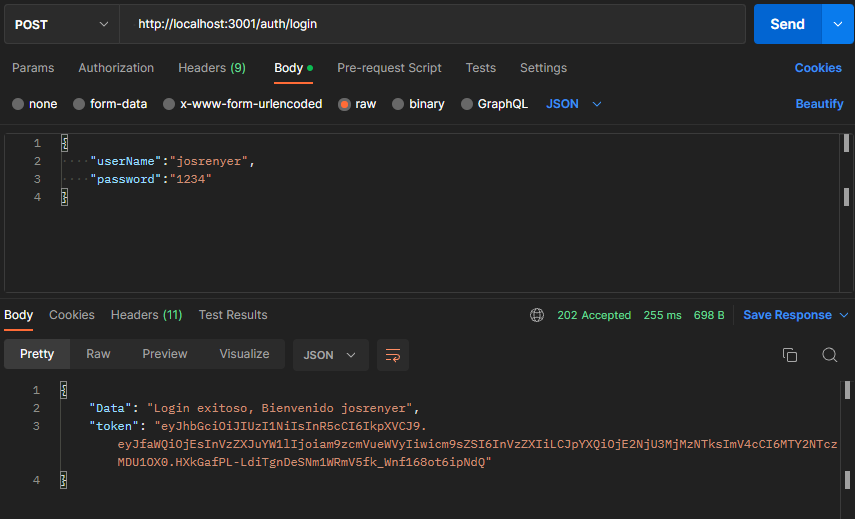 POST http://localhost:3001/auth/login Send
Params Authorization Headers (9) Body Pre-request Script Tests Settings Cookies
none form-data x-www-form-urlencoded raw binary GraphQL JSON Beautify
1 {
2 "userName":"josrenyer",
3 "password":"1234"
4 }
Body Cookies Headers (11) Test Results 202 Accepted 255 ms 698 B Save Response
Pretty Raw Preview Visualize JSON
1 {
2 "Data": "Login exitoso, Bienvenido josrenyer",
3 "token": "eyJhbGciOiJIUzI1NiIsInR5cCI6IkpXVCJ9.
eyJfaWQiOjEsInVzZXJuYW1lIjoiam9zcmVueWVyIiwicm9sZSI6InVzZXIiLCJpYXQiOjE2NjU3MjMzNTksImV4cCI6MTY2NTcz
MDU1OX0.HXkGafPL-LdiTgnDeSNm1WRmV5fk_Wnf168ot6ipNdQ"
4 }